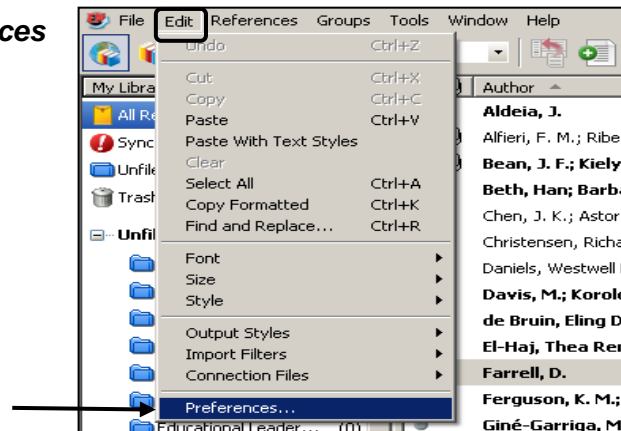 ces
File Edit References Groups Tools Window Help
Undo Ctrl+Z
Cut Ctrl+X
Copy Ctrl+C
Paste Ctrl+V
Paste With Text Styles
Clear
Select All Ctrl+A
Copy Formatted Ctrl+K
Find and Replace... Ctrl+R
Font
Size
Style
Output Styles
Import Filters
Connection Files
Preferences...
My Libra
All Re
Sync
Unfile
Trash
Unfil
Educational Leader... (0)
Author
Aldeia, J.
Alfieri, F. M.; Ribe
Bean, J. F.; Kiely
Beth, Han; Barba
Chen, J. K.; Astor
Christensen, Richa
Daniels, Westwell
Davis, M.; Korole
de Bruin, Eling D
El-Haj, Thea Ren
Farrell, D.
Ferguson, K. M.;
Giné-Garriga, M